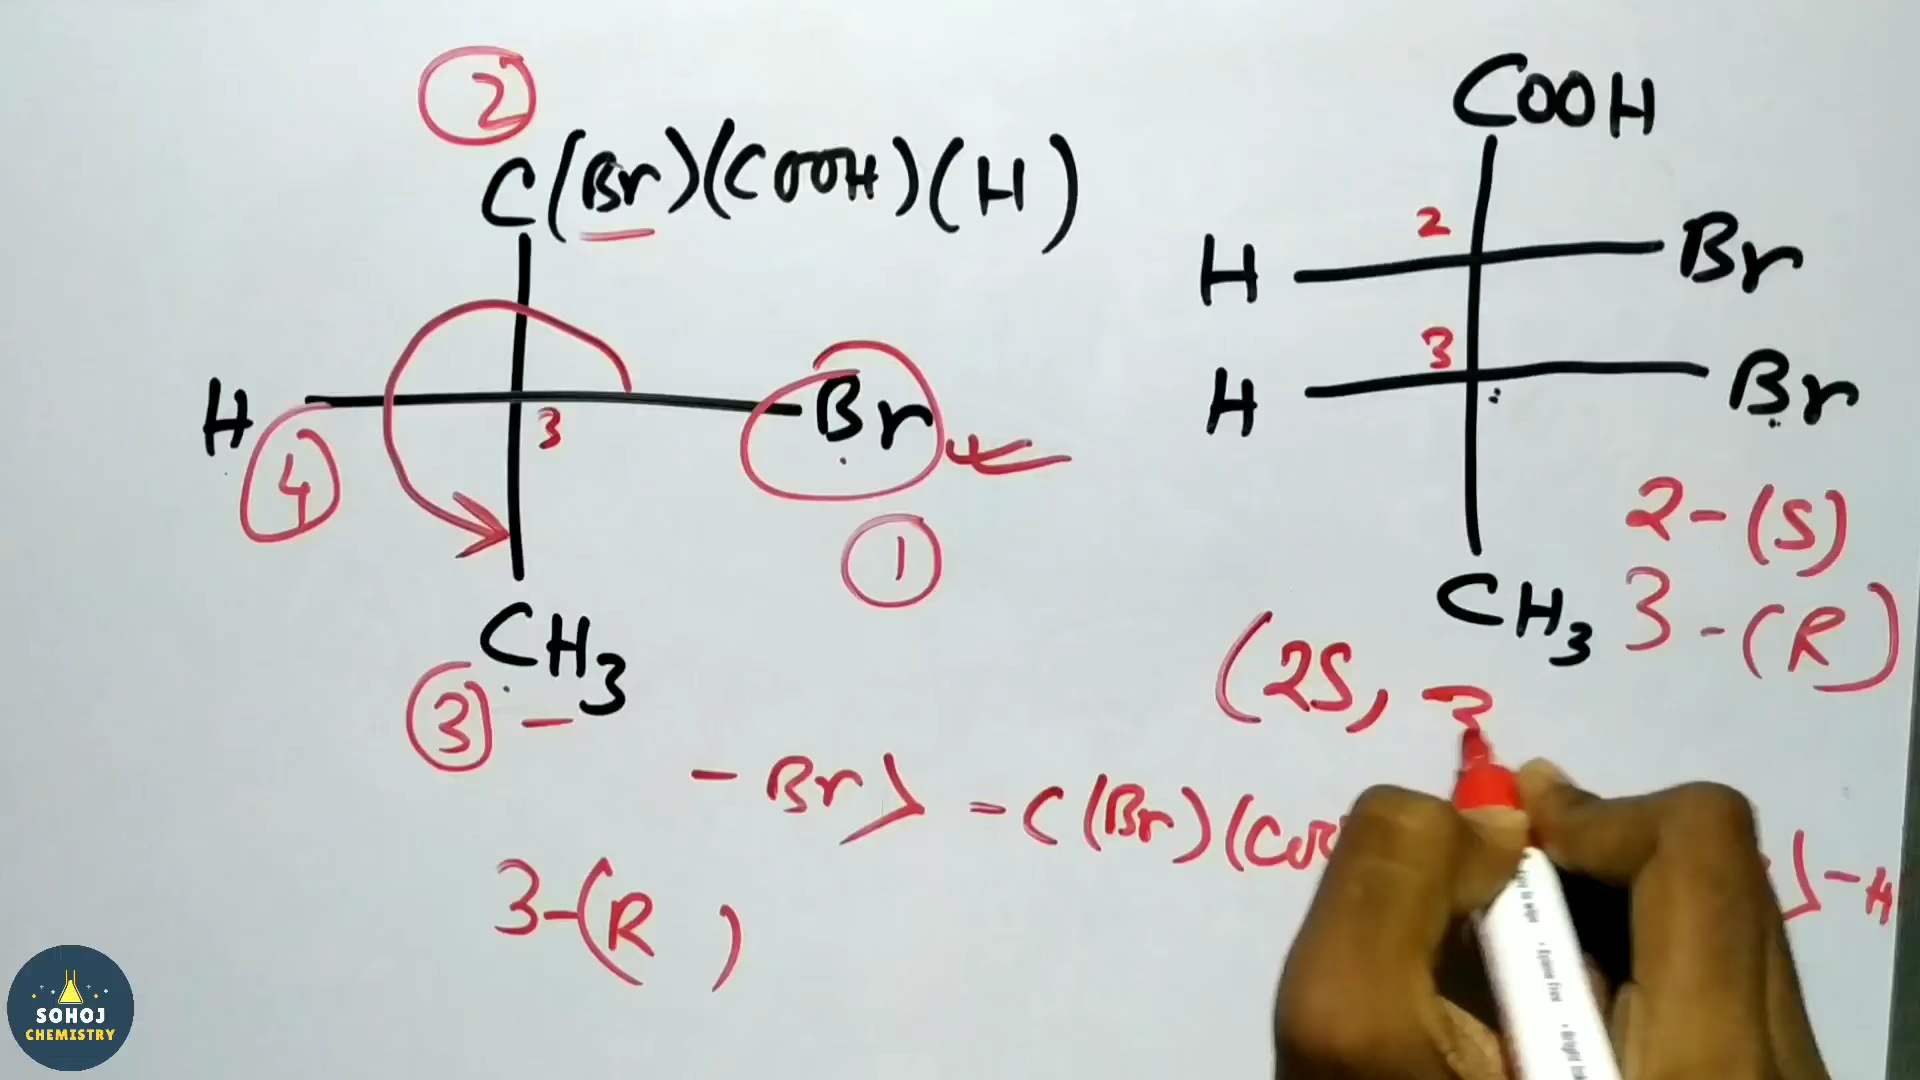 2
C(Br)(COOH)(H)
H
3
Br
4
1
CH3
3 -
- Br > - C(Br)(COO
> - H
3-(R )
COOH
H 2 Br
H 3 Br
CH3
2-(S)
3-(R)
(2S, 3
SOHOJ
CHEMISTRY